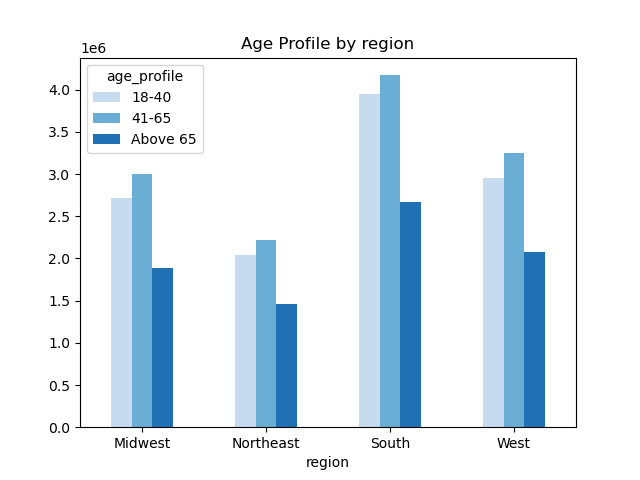 Age Profile by region
1e6
age_profile
18-40
41-65
Above 65
4.0
3.5
3.0
2.5
2.0
1.5
1.0
0.5
0.0
Midwest Northeast South West
region